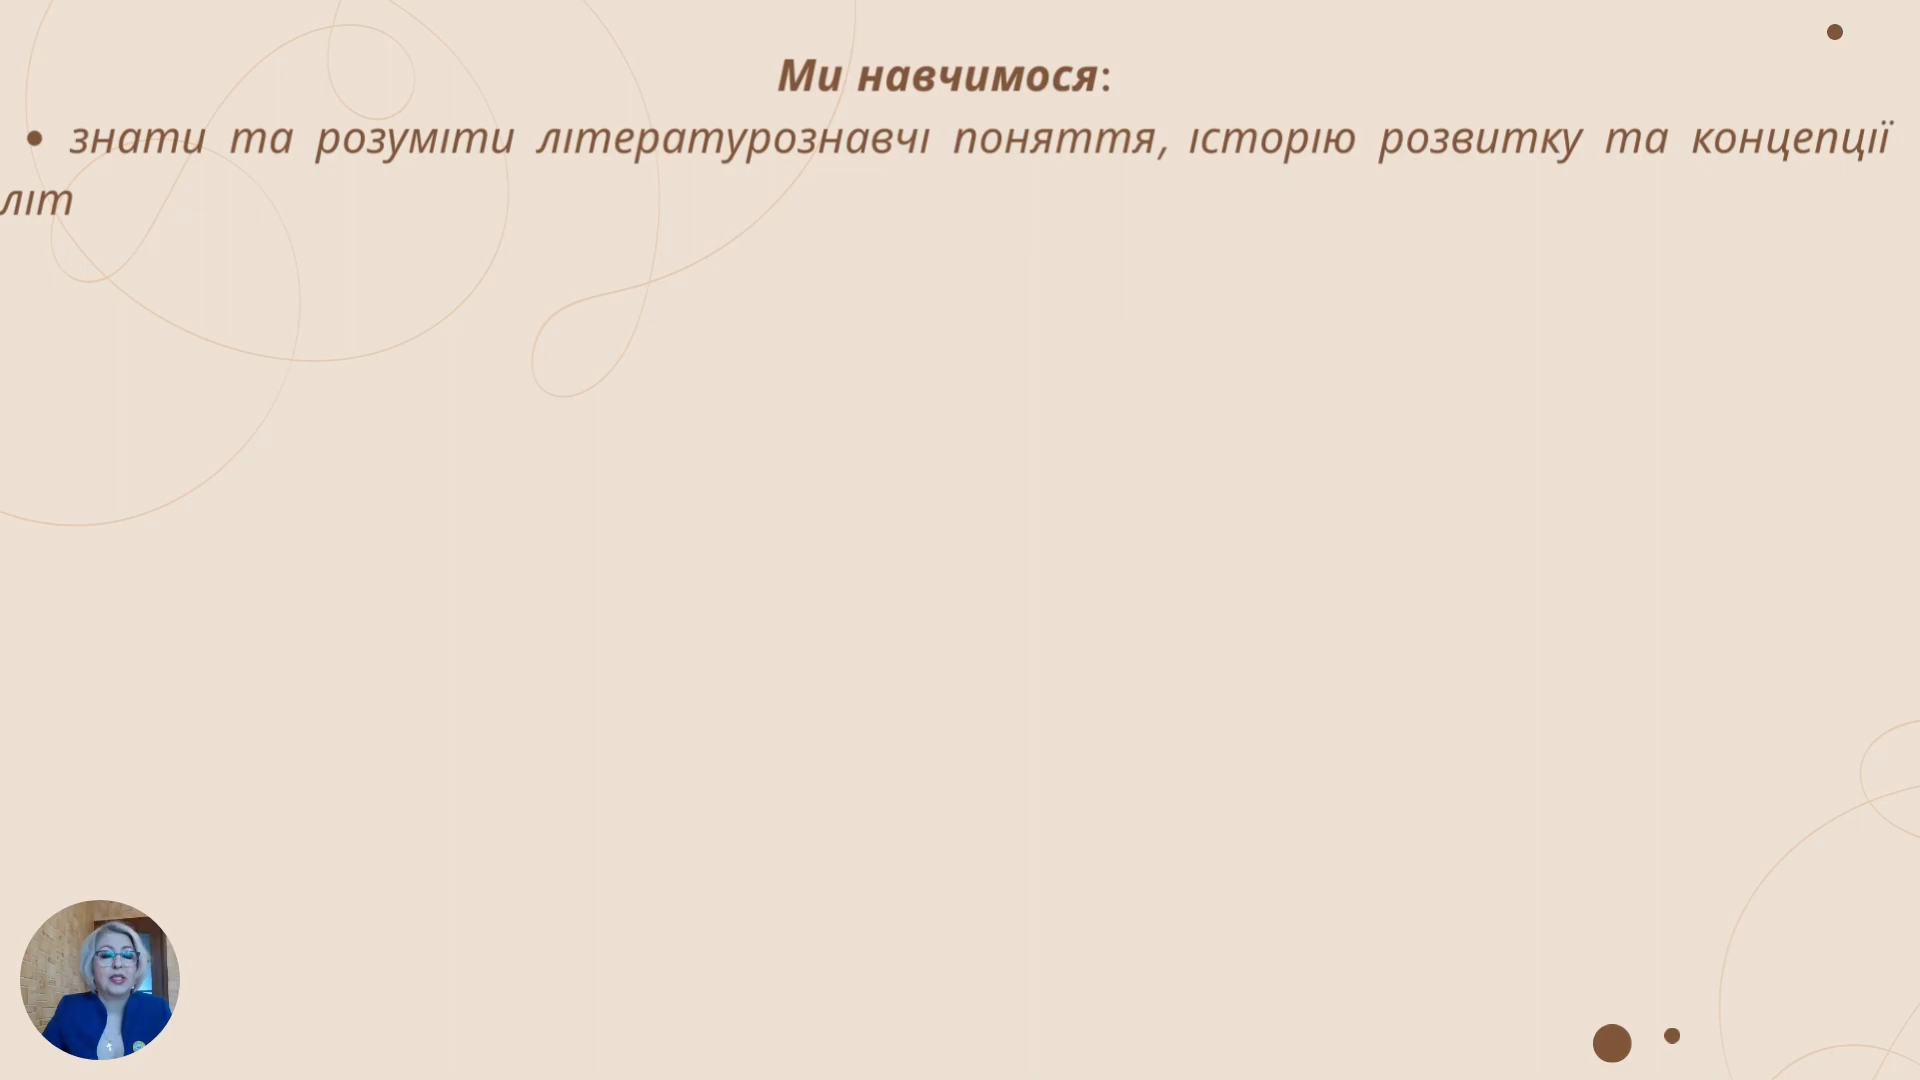 Ми навчимося:
• знати та розуміти літературознавчі поняття, історію розвитку та концепції
літ